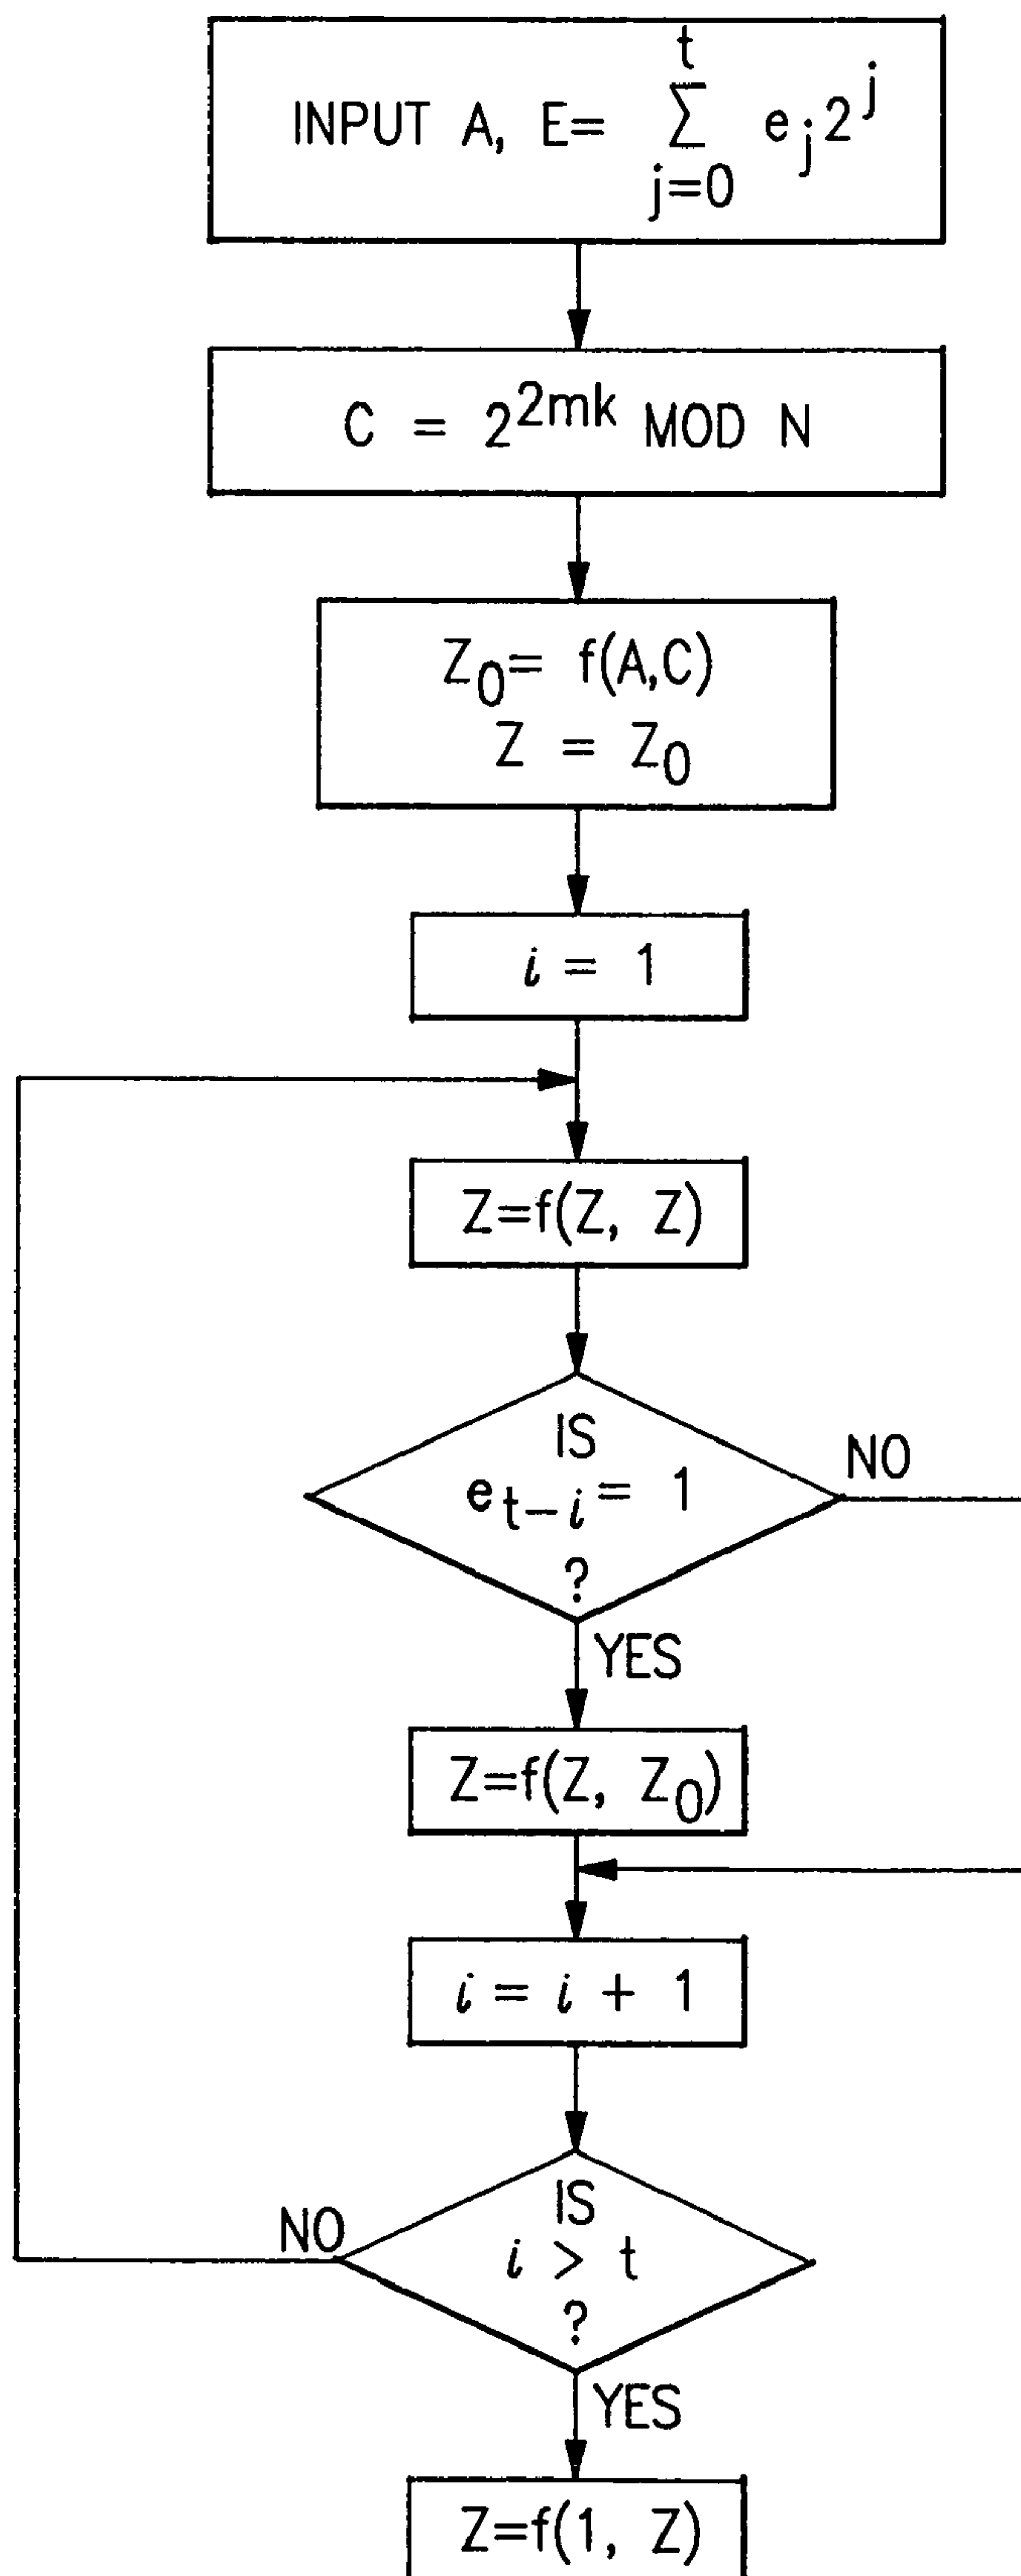 t
INPUT A, E= ∑ e_j 2^j
j=0
C = 2^{2mk} MOD N
Z_0= f(A,C)
Z = Z_0
i = 1
Z=f(Z, Z)
IS
e_{t-i}= 1
?
NO
YES
Z=f(Z, Z_0)
i = i + 1
IS
i > t
?
NO
YES
Z=f(1, Z)